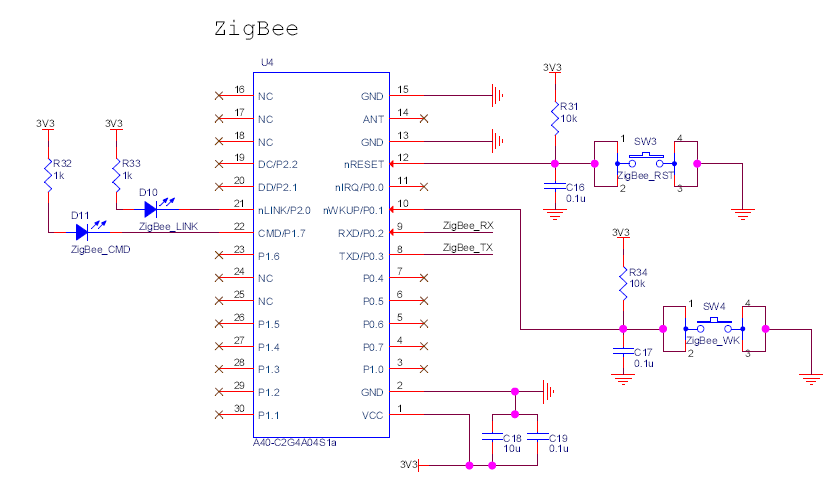 ZigBee
U4
16 NC GND 15
17 NC ANT 14
18 NC GND 13
19 DC/P2.2 nRESET 12
20 DD/P2.1 nIRQ/P0.0 11
21 nLINK/P2.0 nWKUP/P0.1 10
22 CMD/P1.7 RXD/P0.2 9 ZigBee_RX
23 P1.6 TXD/P0.3 8 ZigBee_TX
24 NC P0.4 7
25 NC P0.5 6
26 P1.5 P0.6 5
27 P1.4 P0.7 4
28 P1.3 P1.0 3
29 P1.2 GND 2
30 P1.1 VCC 1
A40-C2G4A04S1a
3V3
R32
1k
D11
ZigBee_CMD
3V3
R33
1k
D10
ZigBee_LINK
3V3
R31
10k
C16
0.1u
1 SW3 4
ZigBee_RST
2 3
3V3
R34
10k
C17
0.1u
1 SW4 4
ZigBee_WK
2 3
C18
10u
C19
0.1u
3V3